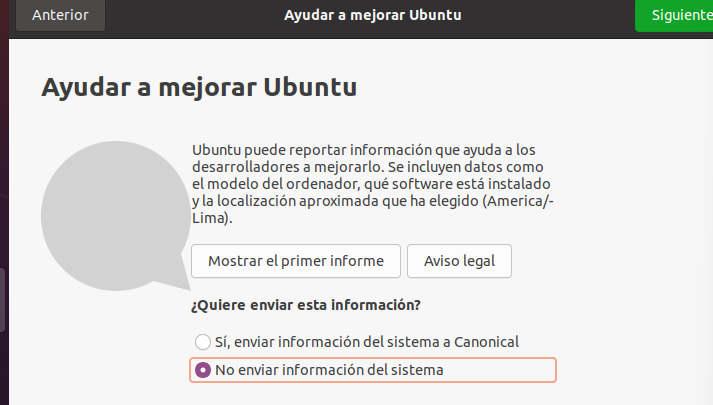 Anterior
Ayudar a mejorar Ubuntu
Siguiente
Ayudar a mejorar Ubuntu
Ubuntu puede reportar información que ayuda a los
desarrolladores a mejorarlo. Se incluyen datos como
el modelo del ordenador, qué software está instalado
y la localización aproximada que ha elegido (America/-
Lima).
Mostrar el primer informe
Aviso legal
¿Quiere enviar esta información?
Sí, enviar información del sistema a Canonical
No enviar información del sistema